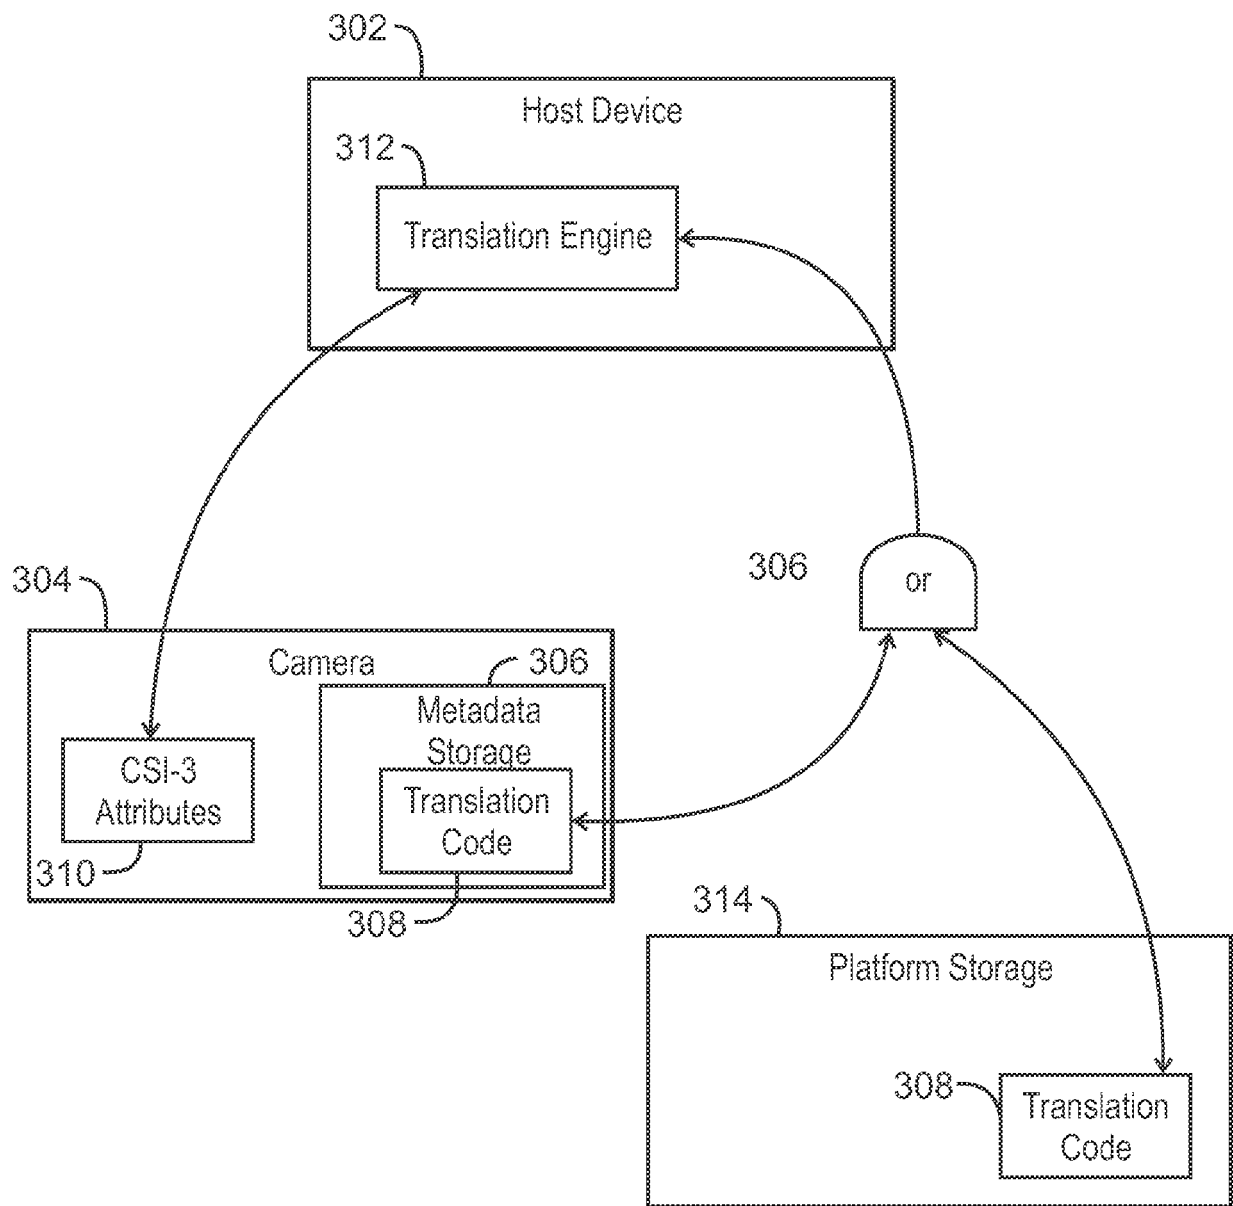 302
Host Device
312
Translation Engine
306
or
304
Camera
306
Metadata
Storage
CSI-3
Attributes
Translation
Code
310
308
314
Platform Storage
308
Translation
Code